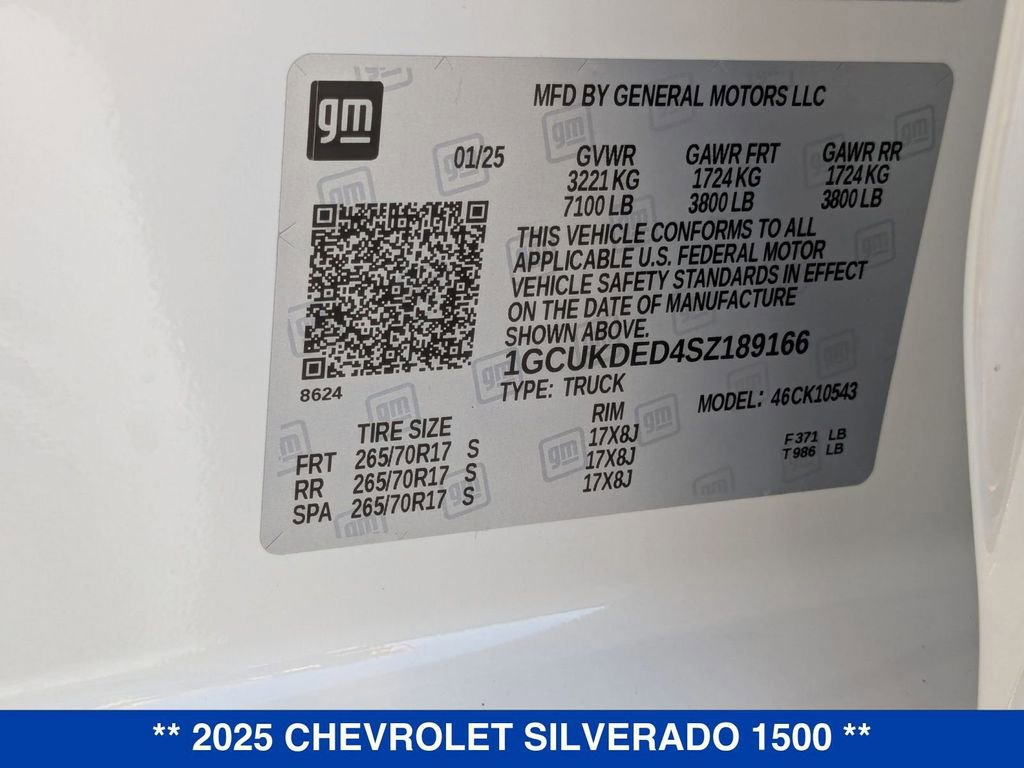 gm
MFD BY GENERAL MOTORS LLC
01/25 GVWR GAWR FRT GAWR RR
3221 KG 1724 KG 1724 KG
7100 LB 3800 LB 3800 LB
THIS VEHICLE CONFORMS TO ALL
APPLICABLE U.S. FEDERAL MOTOR
VEHICLE SAFETY STANDARDS IN EFFECT
ON THE DATE OF MANUFACTURE
SHOWN ABOVE.
1GCUKDED4SZ189166
8624
TYPE: TRUCK MODEL: 46CK10543
TIRE SIZE RIM
FRT 265/70R17 S 17X8J
RR 265/70R17 S 17X8J
SPA 265/70R17 S 17X8J
F371 LB
T986 LB
** 2025 CHEVROLET SILVERADO 1500 **